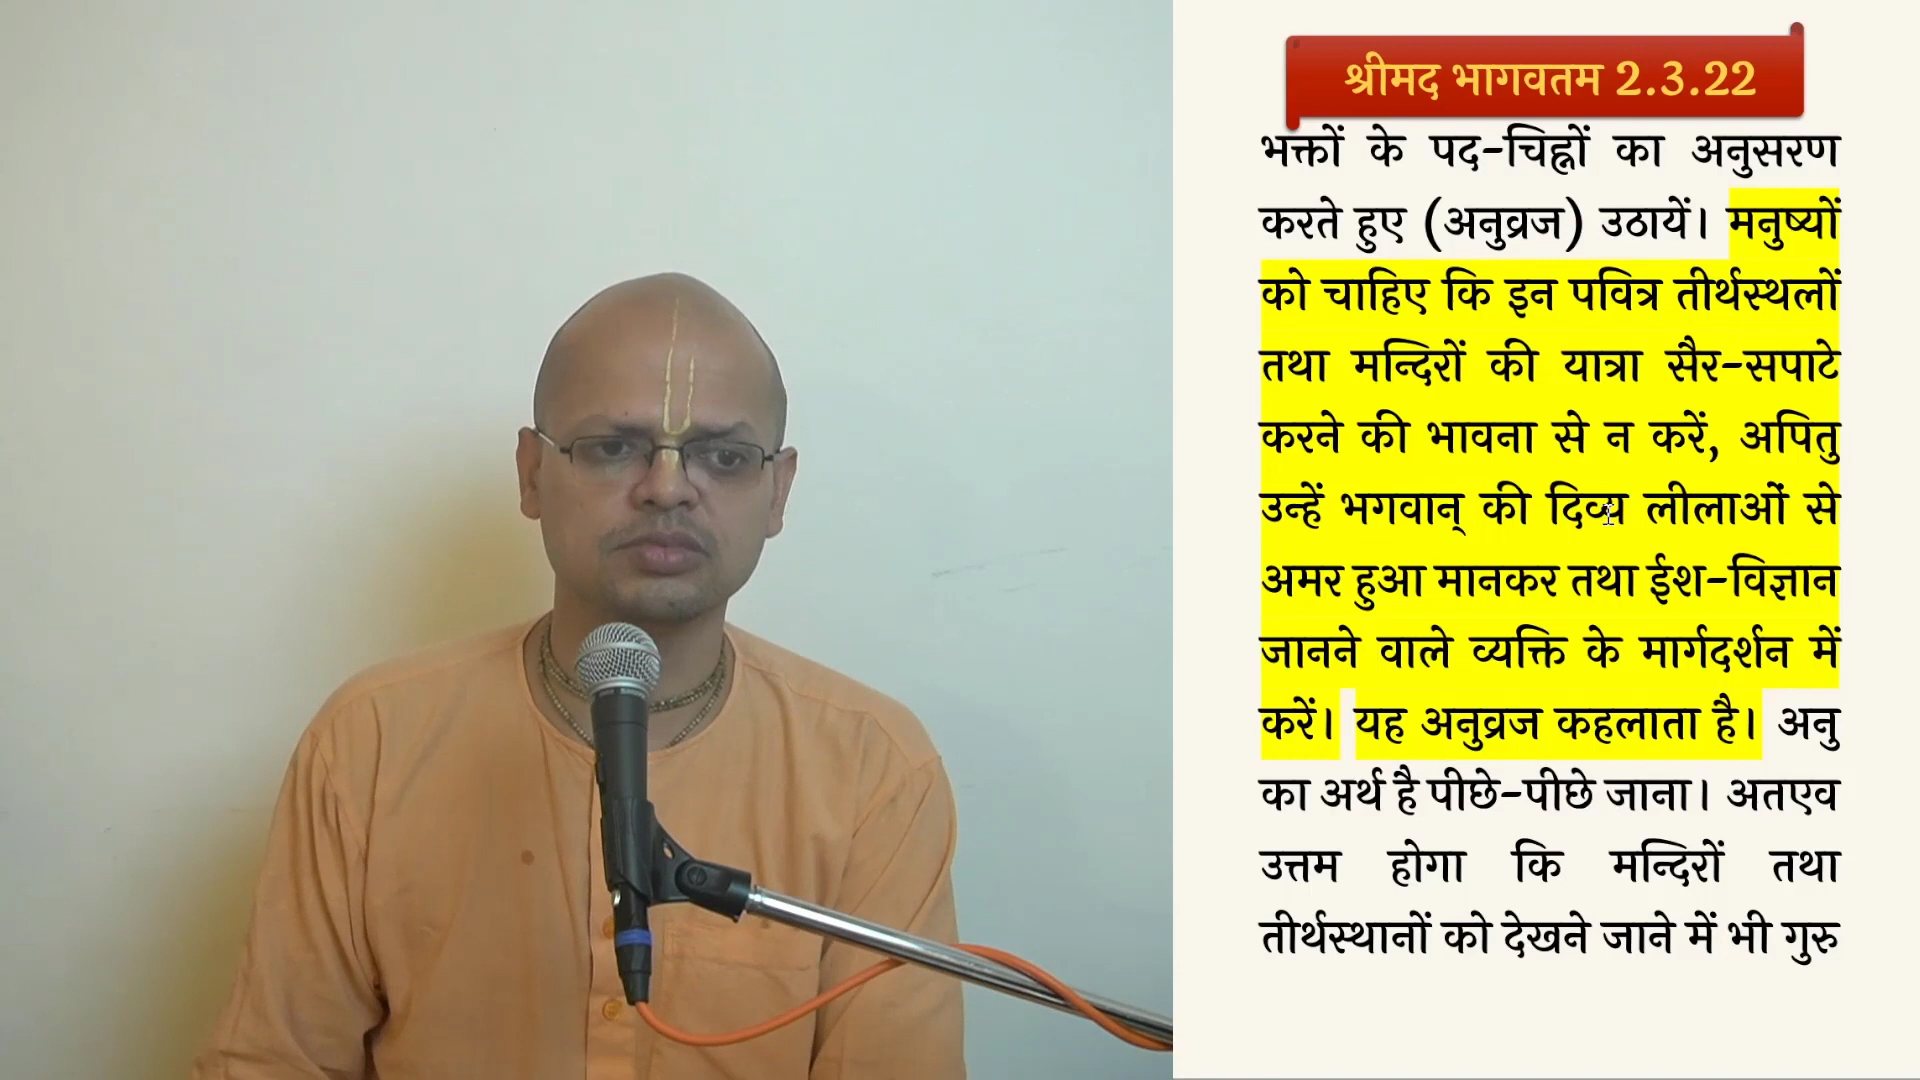 श्रीमद भागवतम 2.3.22
भक्तों के पद-चिह्नों का अनुसरण
करते हुए (अनुव्रज) उठायें। मनुष्यों
को चाहिए कि इन पवित्र तीर्थस्थलों
तथा मन्दिरों की यात्रा सैर-सपाटे
करने की भावना से न करें, अपितु
उन्हें भगवान् की दिव्य लीलाओं से
अमर हुआ मानकर तथा ईश-विज्ञान
जानने वाले व्यक्ति के मार्गदर्शन में
करें। यह अनुव्रज कहलाता है। अनु
का अर्थ है पीछे-पीछे जाना। अतएव
उत्तम होगा कि मन्दिरों तथा
तीर्थस्थानों को देखने जाने में भी गुरु